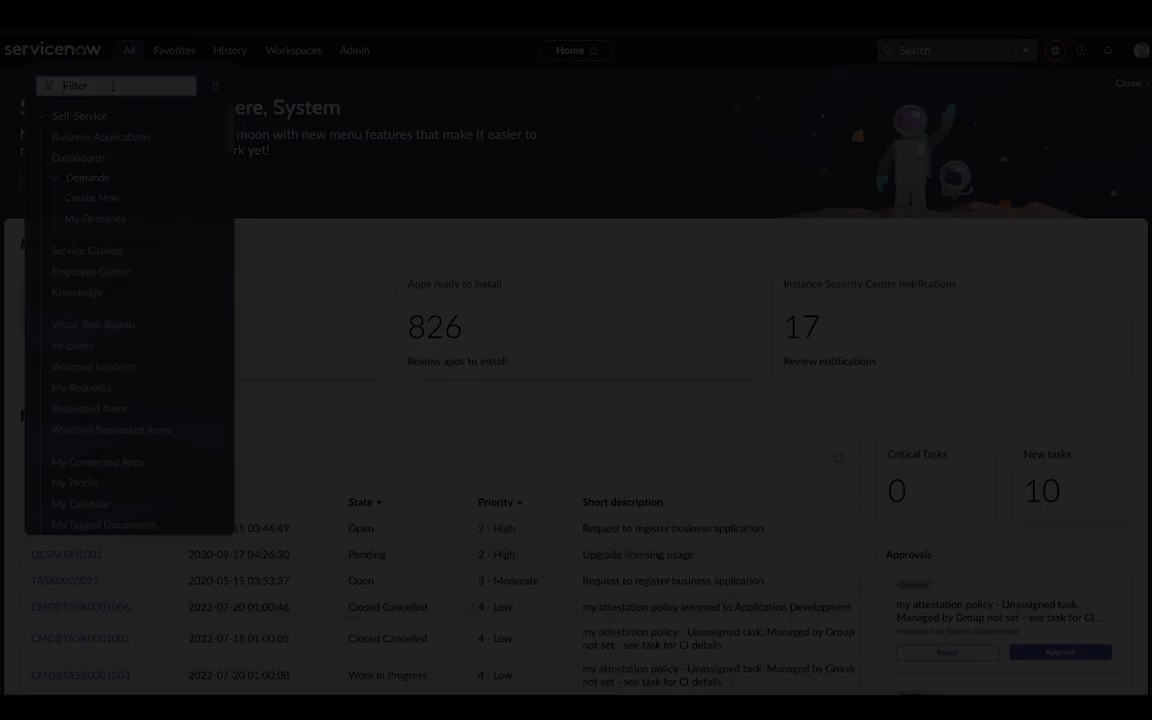 servicenow
All
Favorites
History
Workspaces
Admin
Home
Search
Filter
Close
ere, System
moon with new menu features that make it easier to
rk yet!
Self-Service
Business Applications
Dashboards
Demands
Create New
My Demands
Service Catalog
Employee Center
Knowledge
Visual Task Boards
Incidents
Watched Incidents
My Requests
Requested Items
Watched Requested Items
My Connected Apps
My Profile
My Calendar
My Tagged Documents
Apps ready to install
826
Review apps to install
Instance Security Center notifications
17
Review notifications
State
Priority
Short description
15 03:44:49
Open
2 - High
Request to register business application
DCSN0001001
2020-09-17 04:26:30
Pending
2 - High
Upgrade licensing usage
TASK0020027
2020-05-15 03:53:37
Open
3 - Moderate
Request to register business application
CMDBTASK0001006
2022-07-20 01:00:46
Closed Cancelled
4 - Low
my attestation policy assigned to Application Development
CMDBTASK0001001
2022-07-18 01:00:05
Closed Cancelled
4 - Low
my attestation policy - Unassigned task. Managed by Group
not set - see task for CI details
CMDBTASK0001003
2022-07-20 01:00:08
Work in Progress
4 - Low
my attestation policy - Unassigned task. Managed by Group
not set - see task for CI details
Critical Tasks
0
New tasks
10
Approvals
Overdue
my attestation policy - Unassigned task.
Managed by Group not set - see task for CI...
Requested for System Administrator
Reject
Approve